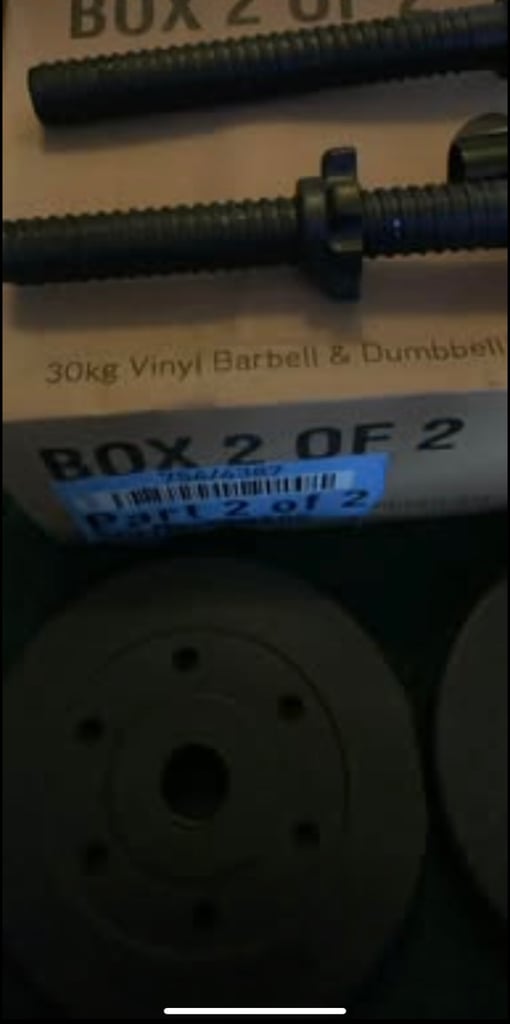 BOX 2 OF 2
30kg Vinyl Barbell & Dumbbell
BOX 2 OF 2
Part 2 of 2